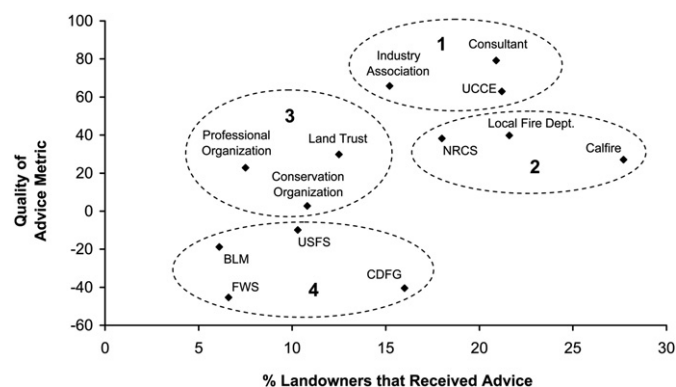 100
80
60
40
20
0
-20
-40
-60
Quality of
Advice Metric
1
Consultant
Industry
Association
UCCE
3
Professional
Organization
Land Trust
Conservation
Organization
Local Fire Dept.
NRCS
Calfire
2
USFS
BLM
FWS
4
CDFG
0 5 10 15 20 25 30
% Landowners that Received Advice